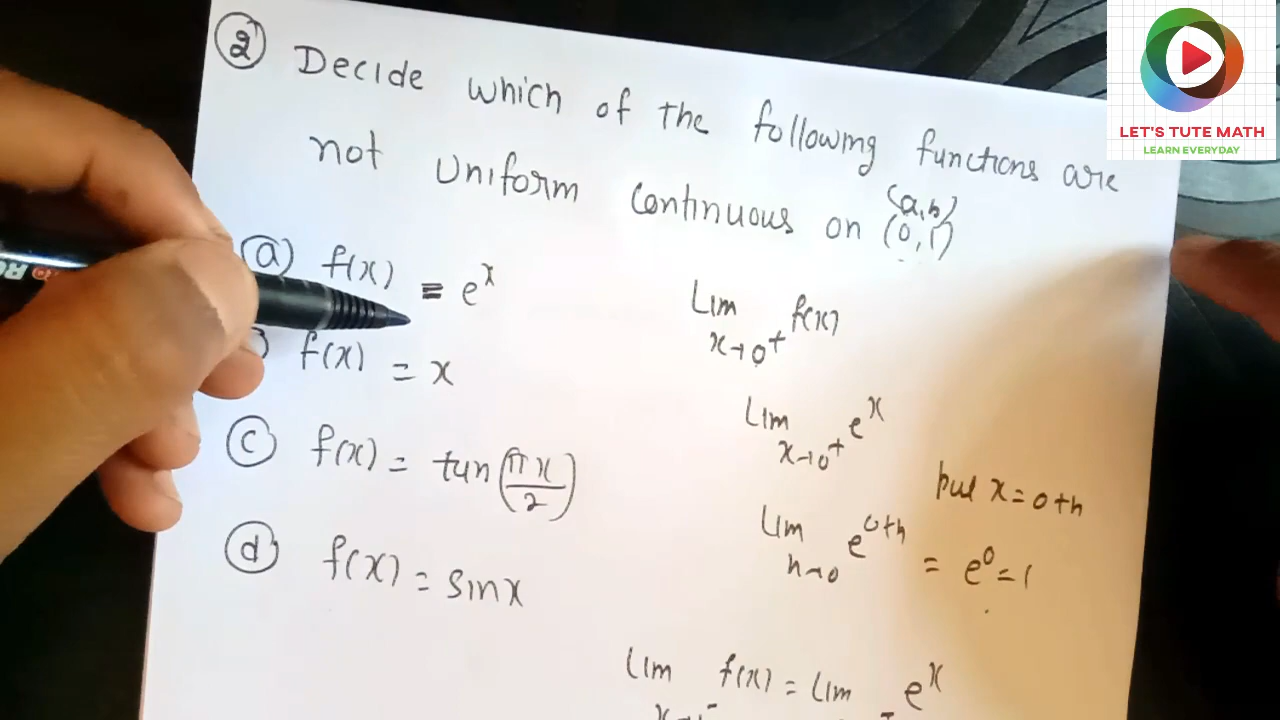 ② Decide which of the following functions are
not Uniform Continuous on (0,1)
(a,b)
ⓐ f(x) = e^x
f(x) = x
ⓒ f(x) = tan(πx/2)
ⓓ f(x) = sinx
Lim x→0⁺ f(x)
Lim x→0⁺ e^x
put x=0+h
Lim h→0 e^{0+h} = e^0 = 1
Lim f(x) = Lim e^x
LET'S TUTE MATH
LEARN EVERYDAY